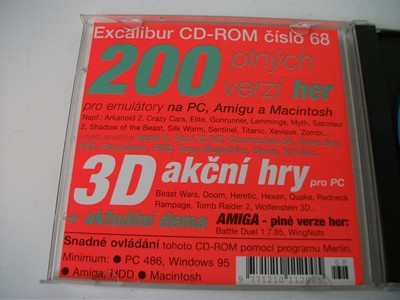 Excalibur CD-ROM číslo 68
200 plných
verzí her
pro emulátory na PC, Amigu a Macintosh
Např.: Arkanoid 2, Crazy Cars, Elite, Gunrunner, Lemmings, Myth, Saboteur
2, Shadow of the Beast, Silk Worm, Sentinel, Titanic, Xevious, Zombi...
3D akční hry pro PC
Beast Wars, Doom, Heretic, Hexen, Quake, Redneck
Rampage, Tomb Raider 2, Wolfenstein 3D...
+ aktuální dema
AMIGA - plné verze her:
Battle Duel 1.7.85, WingNuts
Snadné ovládání tohoto CD-ROM pomocí programu Merlin.
Minimum: ● PC 486, Windows 95
● Amiga, HDD ● Macintosh
68